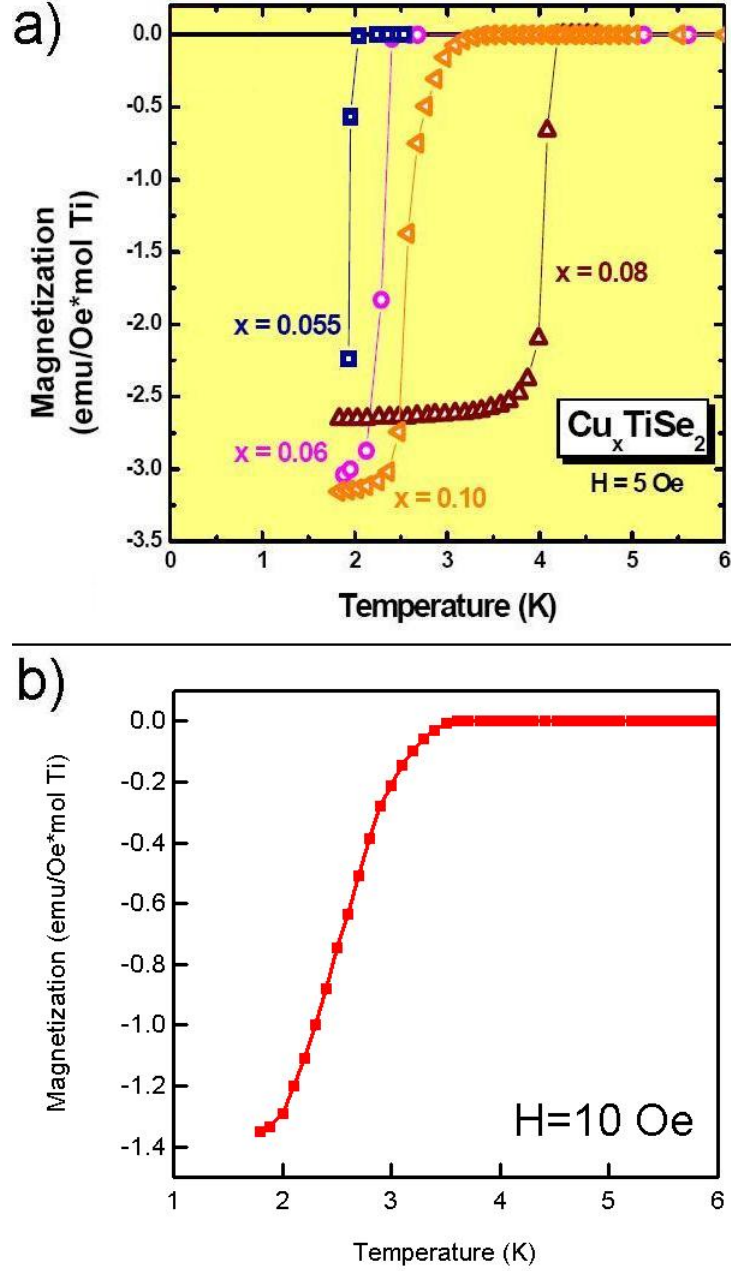 a)
0.0
-0.5
-1.0
-1.5
-2.0
-2.5
-3.0
-3.5
Magnetization
(emu/Oe*mol Ti)
x = 0.08
x = 0.055
x = 0.06
x = 0.10
CuₓTiSe₂
H = 5 Oe
0 1 2 3 4 5 6
Temperature (K)
b)
0.0
-0.2
-0.4
-0.6
-0.8
-1.0
-1.2
-1.4
Magnetization (emu/Oe*mol Ti)
H=10 Oe
1 2 3 4 5 6
Temperature (K)